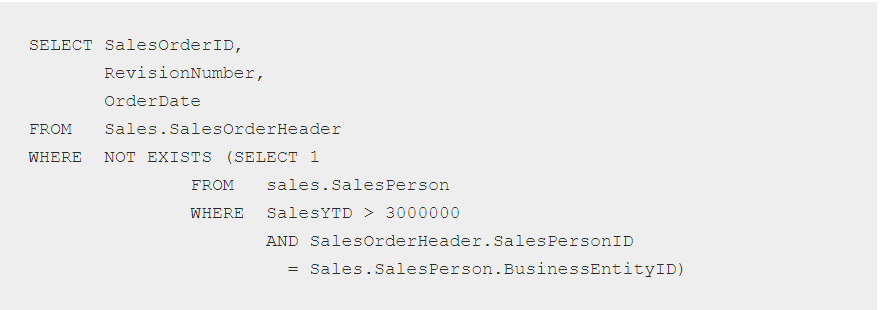 SELECT SalesOrderID,
RevisionNumber,
OrderDate
FROM Sales.SalesOrderHeader
WHERE NOT EXISTS (SELECT 1
FROM sales.SalesPerson
WHERE SalesYTD > 3000000
AND SalesOrderHeader.SalesPersonID
= Sales.SalesPerson.BusinessEntityID)